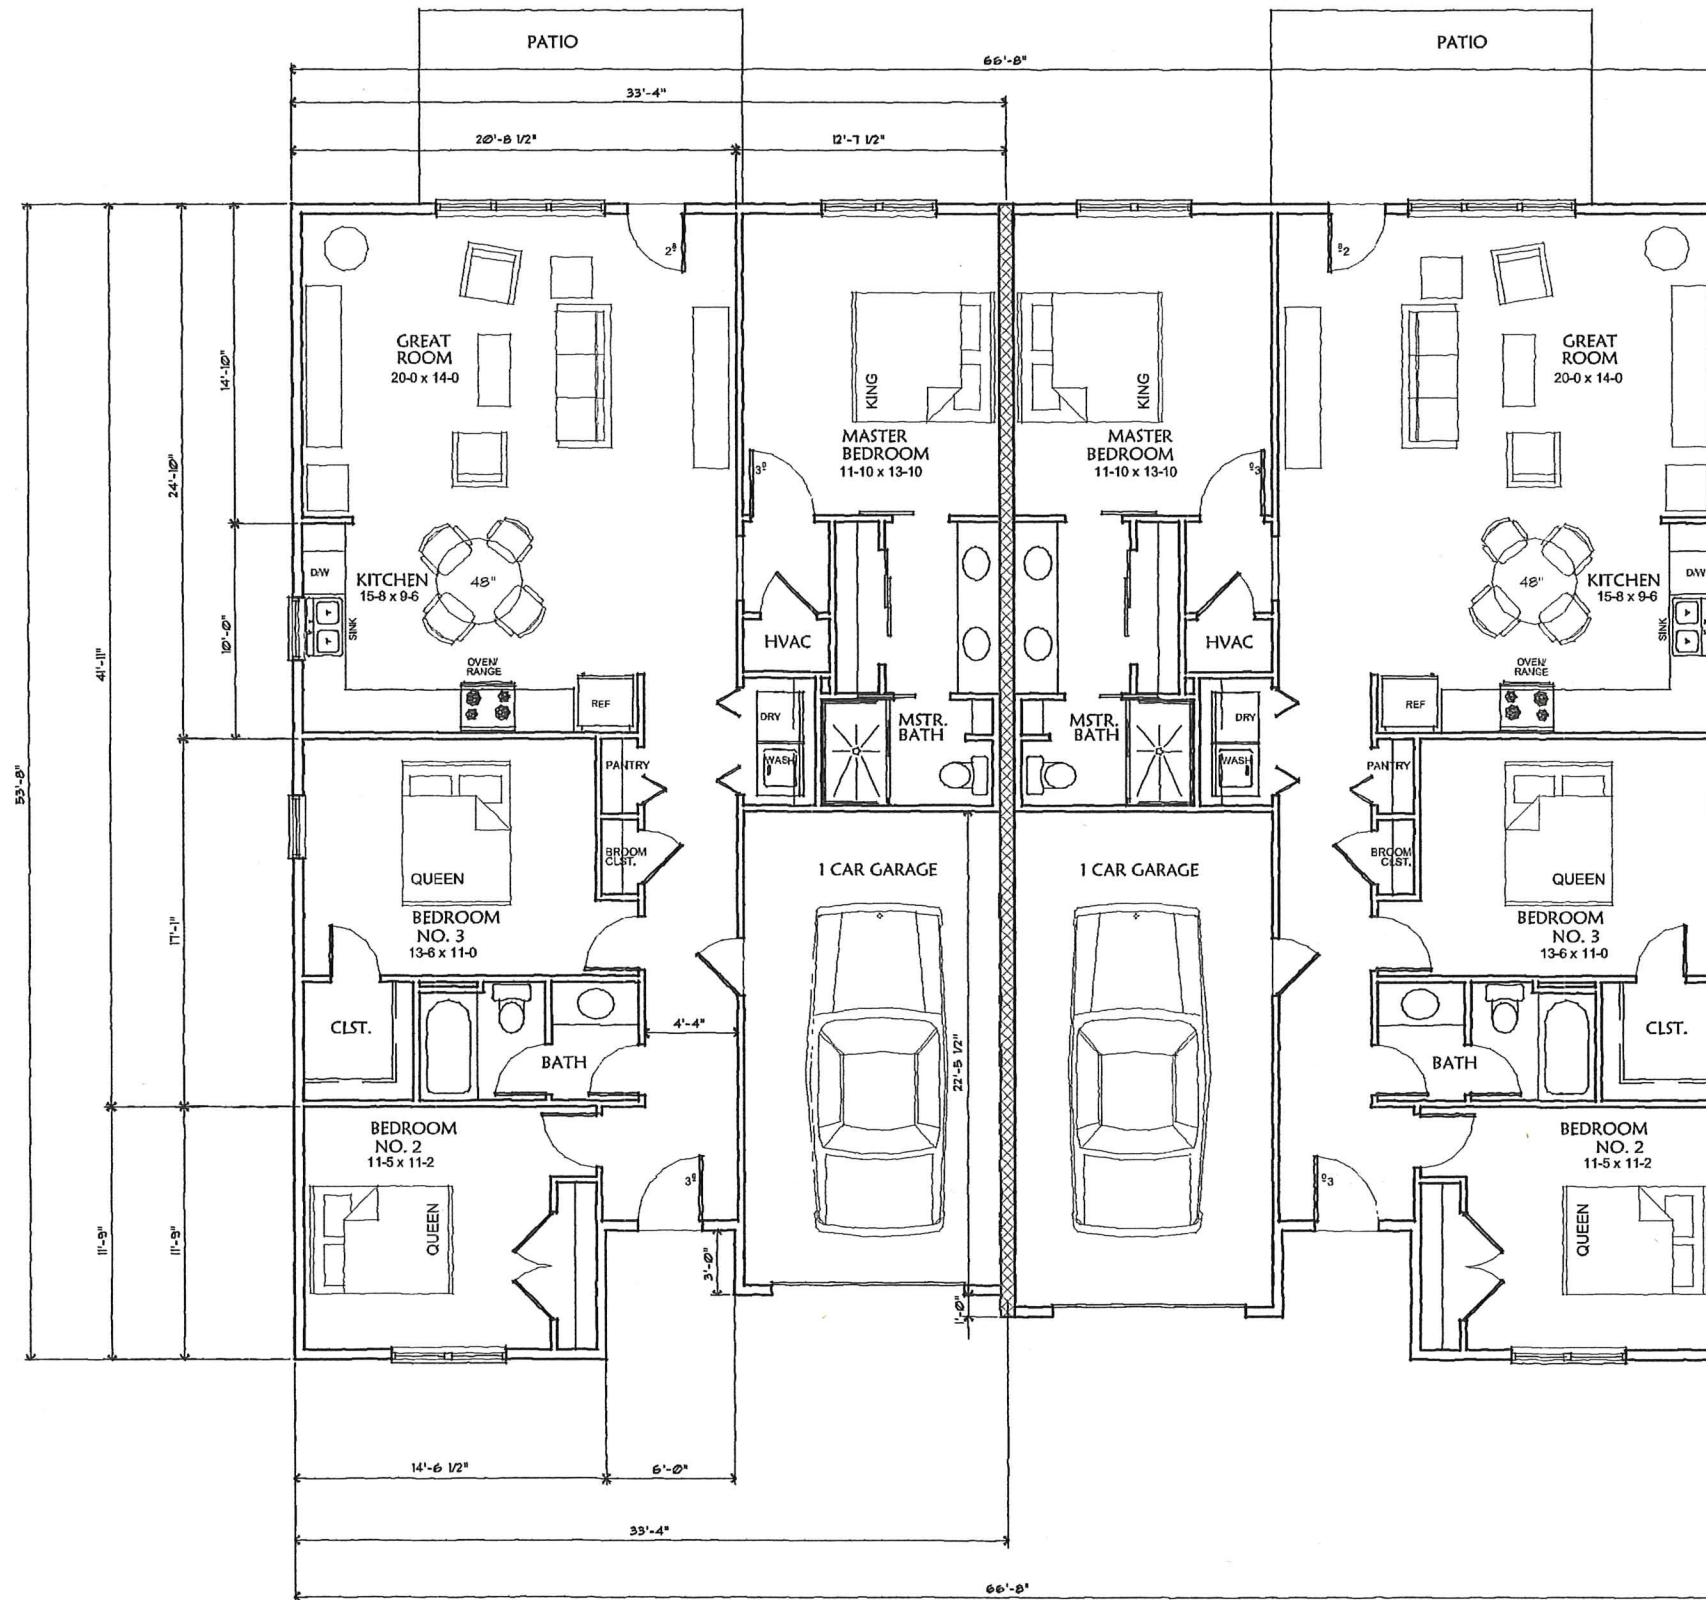 PATIO
PATIO
66'-8"
33'-4"
20'-8 1/2"
12'-7 1/2"
2⁸
⁸2
GREAT
ROOM
20-0 x 14-0
KING
MASTER
BEDROOM
11-10 x 13-10
3⁰
KING
MASTER
BEDROOM
11-10 x 13-10
⁰3
GREAT
ROOM
20-0 x 14-0
14'-10"
24'-10"
10'-0"
41'-11"
53'-8"
17'-1"
11'-9"
11'-9"
D/W
KITCHEN
15-8 x 9-6
48"
SINK
OVEN/
RANGE
REF
HVAC
HVAC
48"
KITCHEN
15-8 x 9-6
D/W
SINK
OVEN/
RANGE
REF
DRY
WASH
MSTR.
BATH
MSTR.
BATH
DRY
WASH
PANTRY
BROOM
CLST.
QUEEN
BEDROOM
NO. 3
13-6 x 11-0
1 CAR GARAGE
1 CAR GARAGE
PANTRY
BROOM
CLST.
QUEEN
BEDROOM
NO. 3
13-6 x 11-0
CLST.
BATH
4'-4"
22'-5 1/2"
BATH
CLST.
BEDROOM
NO. 2
11-5 x 11-2
QUEEN
3⁰
3'-0"
1'-0"
⁰3
BEDROOM
NO. 2
11-5 x 11-2
QUEEN
14'-6 1/2"
6'-0"
33'-4"
66'-8"